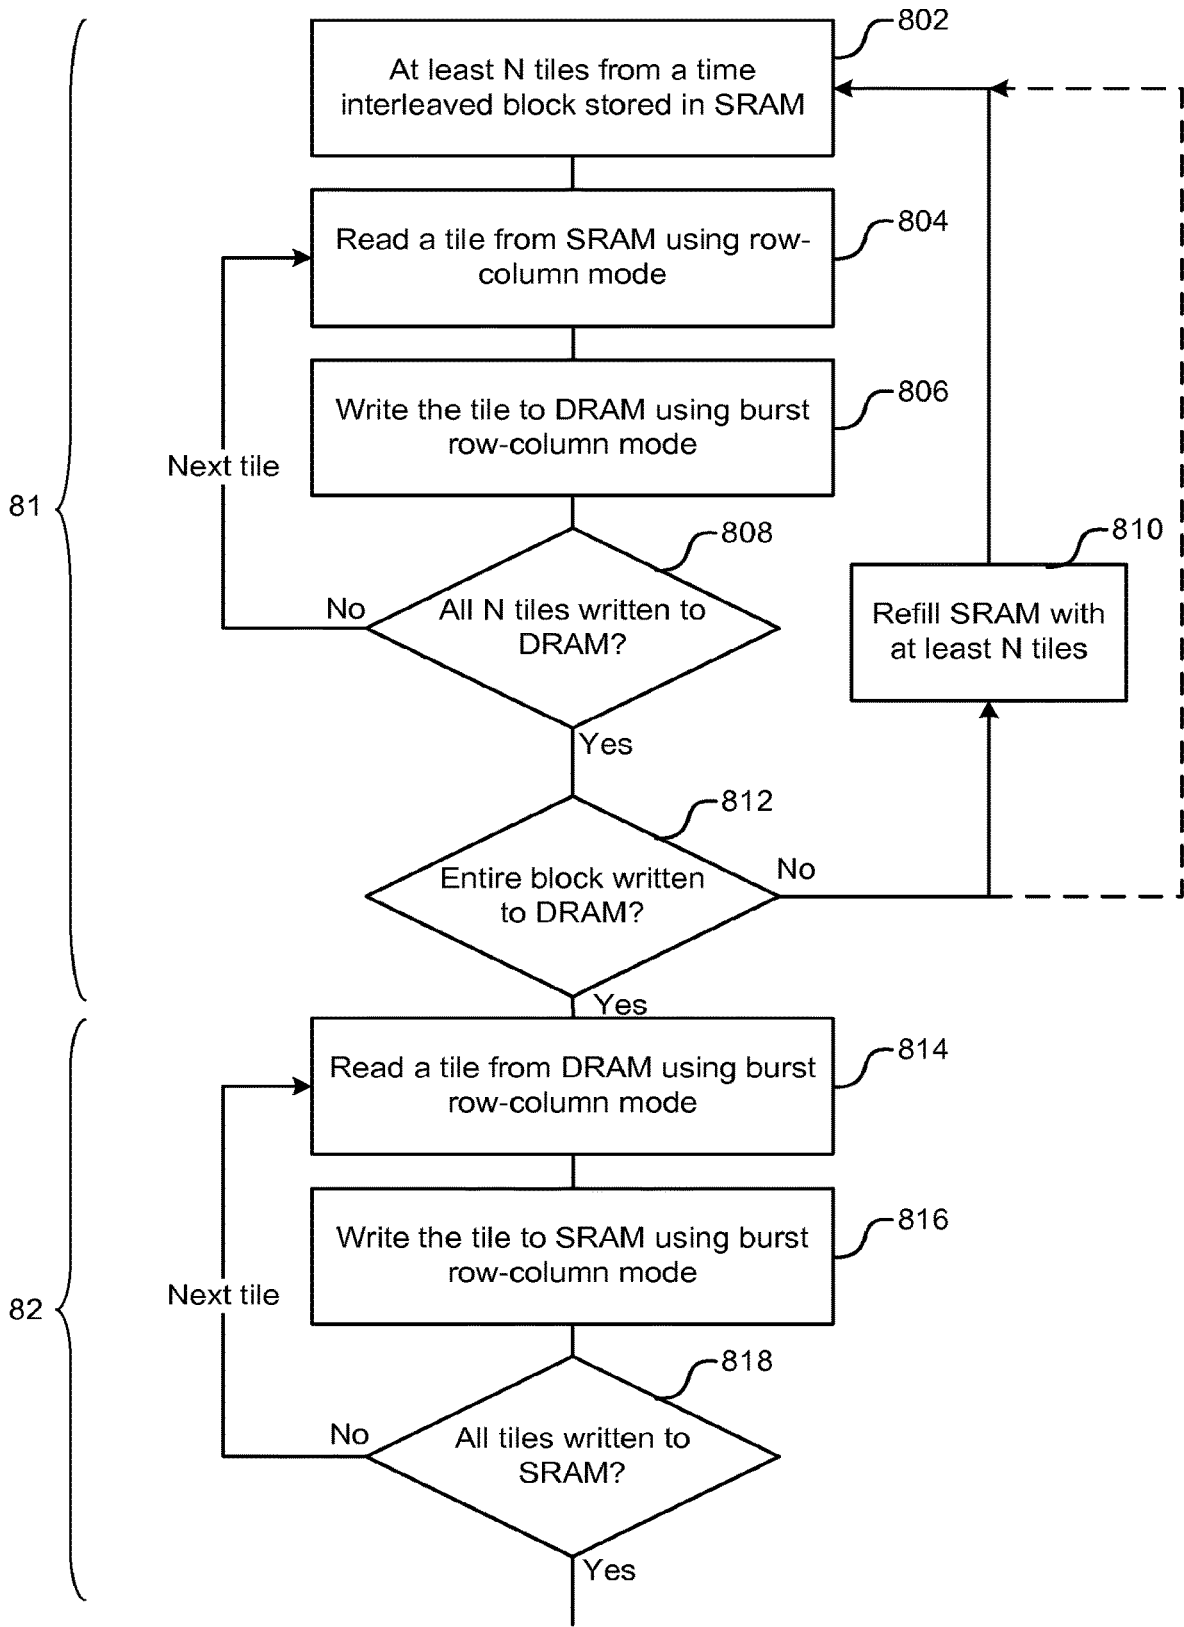 802
At least N tiles from a time
interleaved block stored in SRAM
804
Read a tile from SRAM using row-
column mode
806
Write the tile to DRAM using burst
row-column mode
Next tile
81
808
810
All N tiles written to
DRAM?
No
Refill SRAM with
at least N tiles
Yes
812
Entire block written
to DRAM?
No
Yes
814
Read a tile from DRAM using burst
row-column mode
816
Write the tile to SRAM using burst
row-column mode
Next tile
82
818
All tiles written to
SRAM?
No
Yes